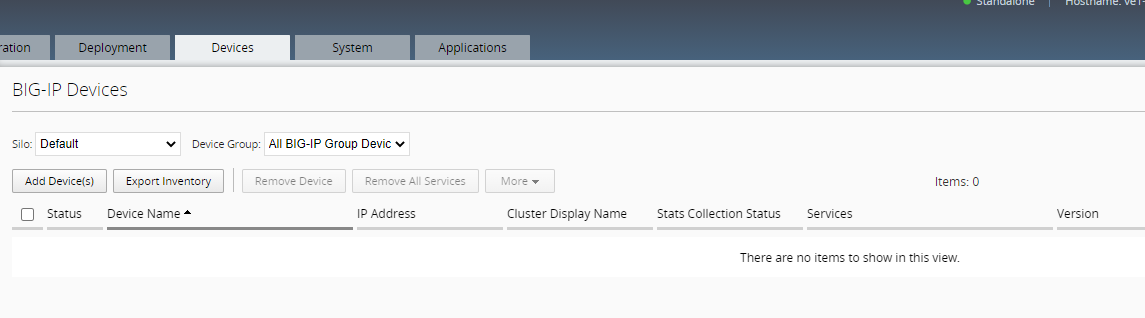 Standalone | Hostname: ve1-
ration Deployment Devices System Applications
BIG-IP Devices
Silo: Default Device Group: All BIG-IP Group Devic
Add Device(s) Export Inventory Remove Device Remove All Services More Items: 0
Status Device Name IP Address Cluster Display Name Stats Collection Status Services Version
There are no items to show in this view.